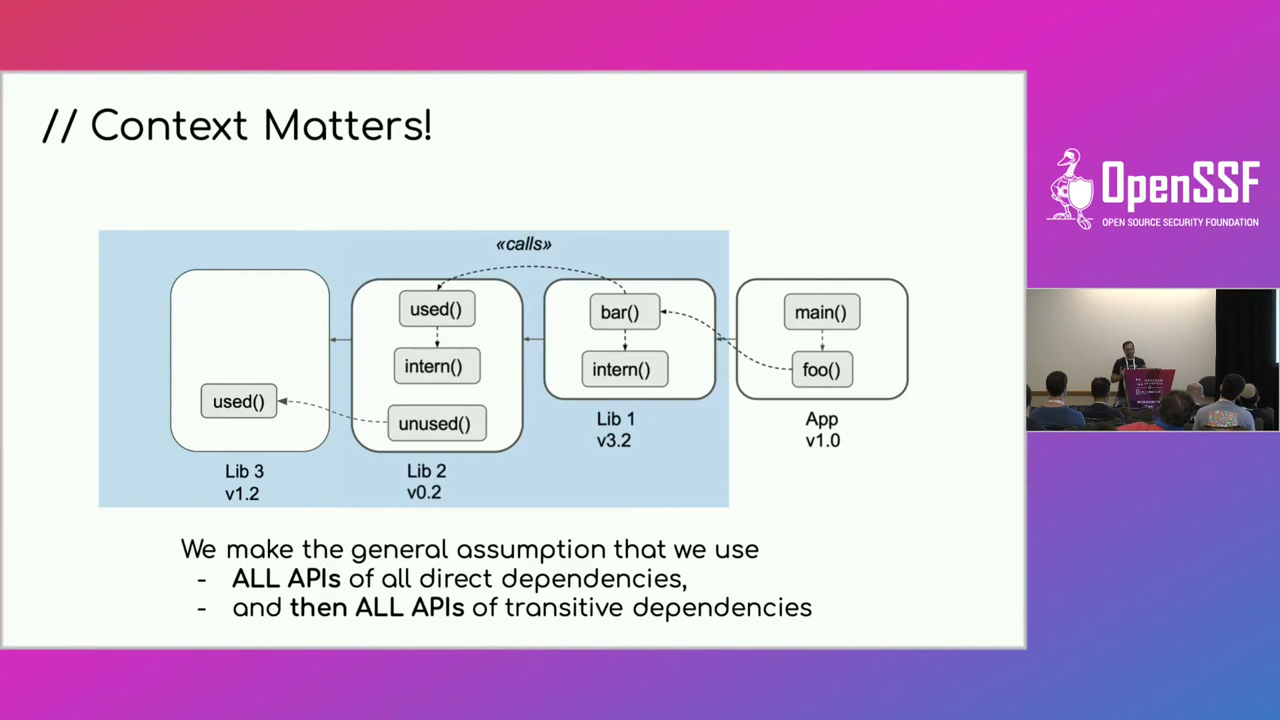 // Context Matters!
OpenSSF
OPEN SOURCE SECURITY FOUNDATION
«calls»
used()
bar()
main()
intern()
intern()
foo()
used()
unused()
Lib 1
v3.2
App
v1.0
Lib 3
v1.2
Lib 2
v0.2
We make the general assumption that we use
- ALL APIs of all direct dependencies,
- and then ALL APIs of transitive dependencies